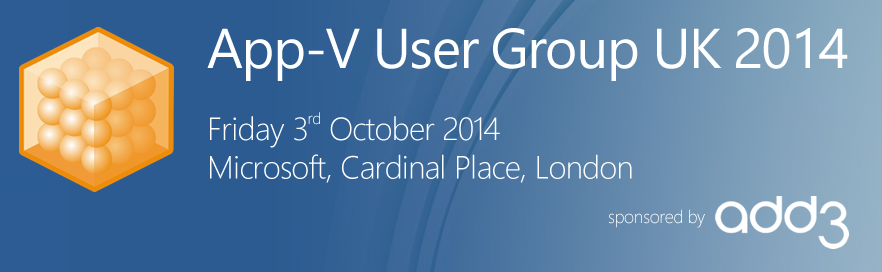 App-V User Group UK 2014
Friday 3rd October 2014
Microsoft, Cardinal Place, London
sponsored by add3